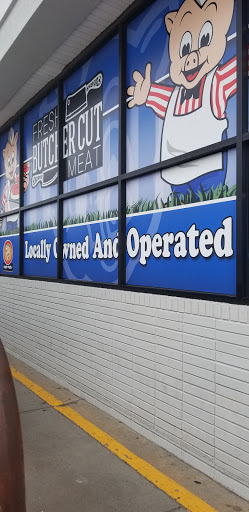 FRESH
BUTCHER CUT
MEAT
Locally Owned And Operated